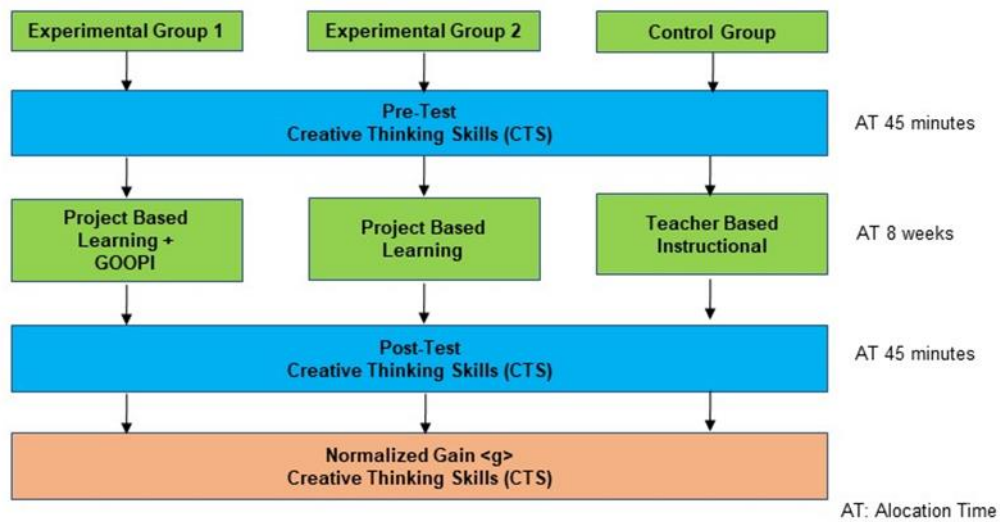 Experimental Group 1
Experimental Group 2
Control Group
Pre-Test
Creative Thinking Skills (CTS)
AT 45 minutes
Project Based
Learning +
GOOPI
Project Based
Learning
Teacher Based
Instructional
AT 8 weeks
Post-Test
Creative Thinking Skills (CTS)
AT 45 minutes
Normalized Gain <g>
Creative Thinking Skills (CTS)
AT: Alocation Time